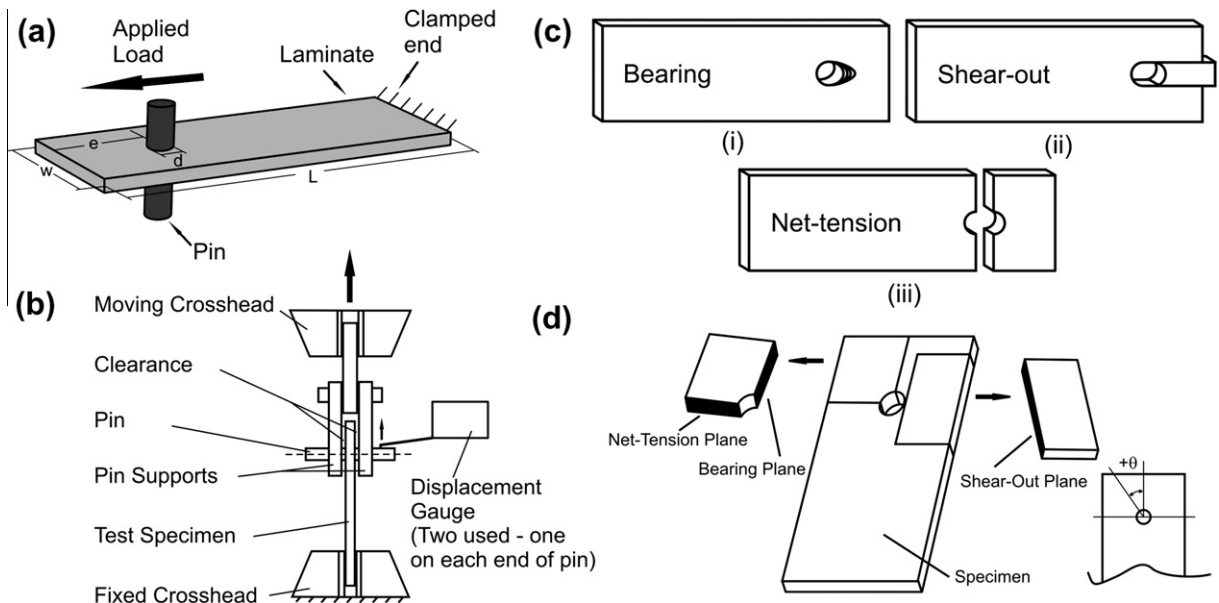 (a)
Applied
Load
Laminate
Clamped
end
e
d
w
L
Pin
(b)
Moving Crosshead
Clearance
Pin
Pin Supports
Test Specimen
Fixed Crosshead
Displacement
Gauge
(Two used - one
on each end of pin)
(c)
Bearing
(i)
Shear-out
(ii)
Net-tension
(iii)
(d)
Net-Tension Plane
Bearing Plane
Shear-Out Plane
Specimen
+θ